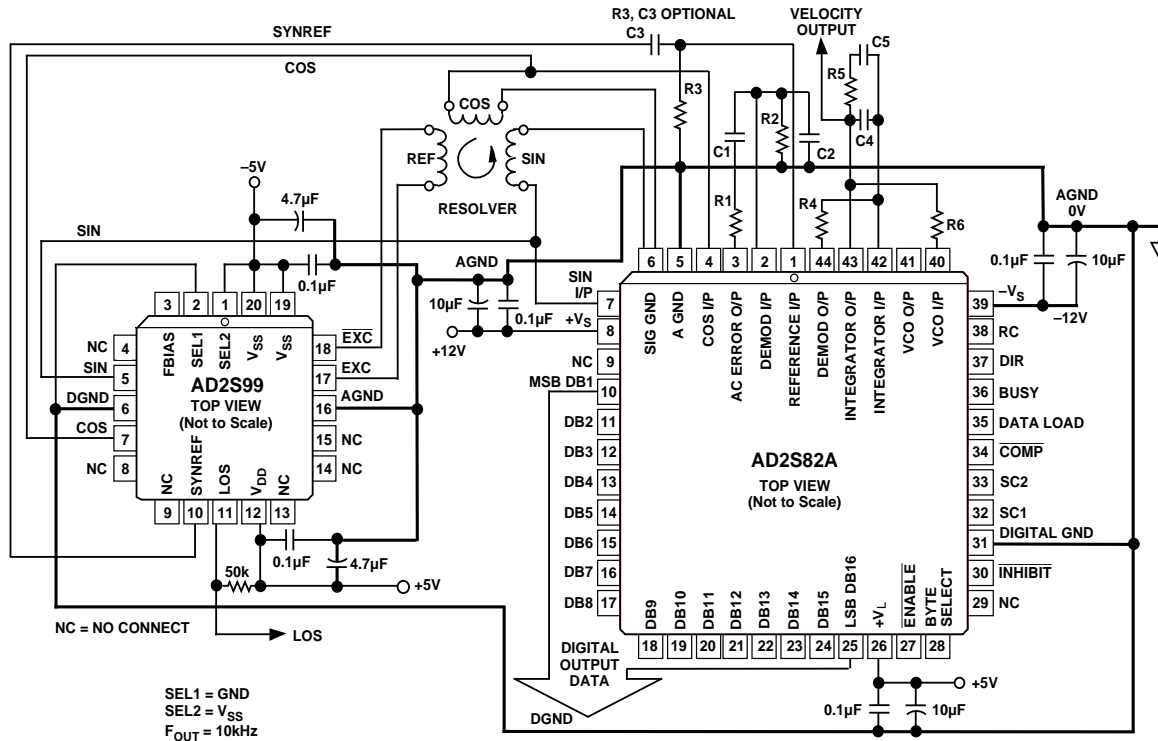 R3, C3 OPTIONAL
VELOCITY
OUTPUT
SYNREF
C3
C5
COS
R5
R3
COS
R2
C4
C1
C2
REF
SIN
–5V
RESOLVER
4.7µF
R1
R4
R6
AGND
0V
SIN
AGND
0.1µF
SIN
I/P
10µF
0.1µF
+VS
+12V
0.1µF
10µF
–VS
–12V
6 5 4 3 2 1 44 43 42 41 40
SIG GND
A GND
COS I/P
AC ERROR O/P
DEMOD I/P
REFERENCE I/P
DEMOD O/P
INTEGRATOR O/P
INTEGRATOR I/P
VCO O/P
VCO I/P
3 2 1 20 19
FBIAS
SEL1
SEL2
VSS
VSS
NC 4
SIN 5
DGND 6
COS 7
NC 8
18 EXC
17 EXC
16 AGND
15 NC
14 NC
AD2S99
TOP VIEW
(Not to Scale)
NC
SYNREF
LOS
VDD
NC
9 10 11 12 13
0.1µF
4.7µF
50k
+5V
LOS
NC = NO CONNECT
SEL1 = GND
SEL2 = VSS
FOUT = 10kHz
7
8
NC 9
MSB DB1 10
DB2 11
DB3 12
DB4 13
DB5 14
DB6 15
DB7 16
DB8 17
AD2S82A
TOP VIEW
(Not to Scale)
39
38 RC
37 DIR
36 BUSY
35 DATA LOAD
34 COMP
33 SC2
32 SC1
31 DIGITAL GND
30 INHIBIT
29 NC
DB9
DB10
DB11
DB12
DB13
DB14
DB15
LSB DB16
+VL
ENABLE
BYTE
SELECT
18 19 20 21 22 23 24 25 26 27 28
DIGITAL
OUTPUT
DATA
DGND
+5V
0.1µF
10µF